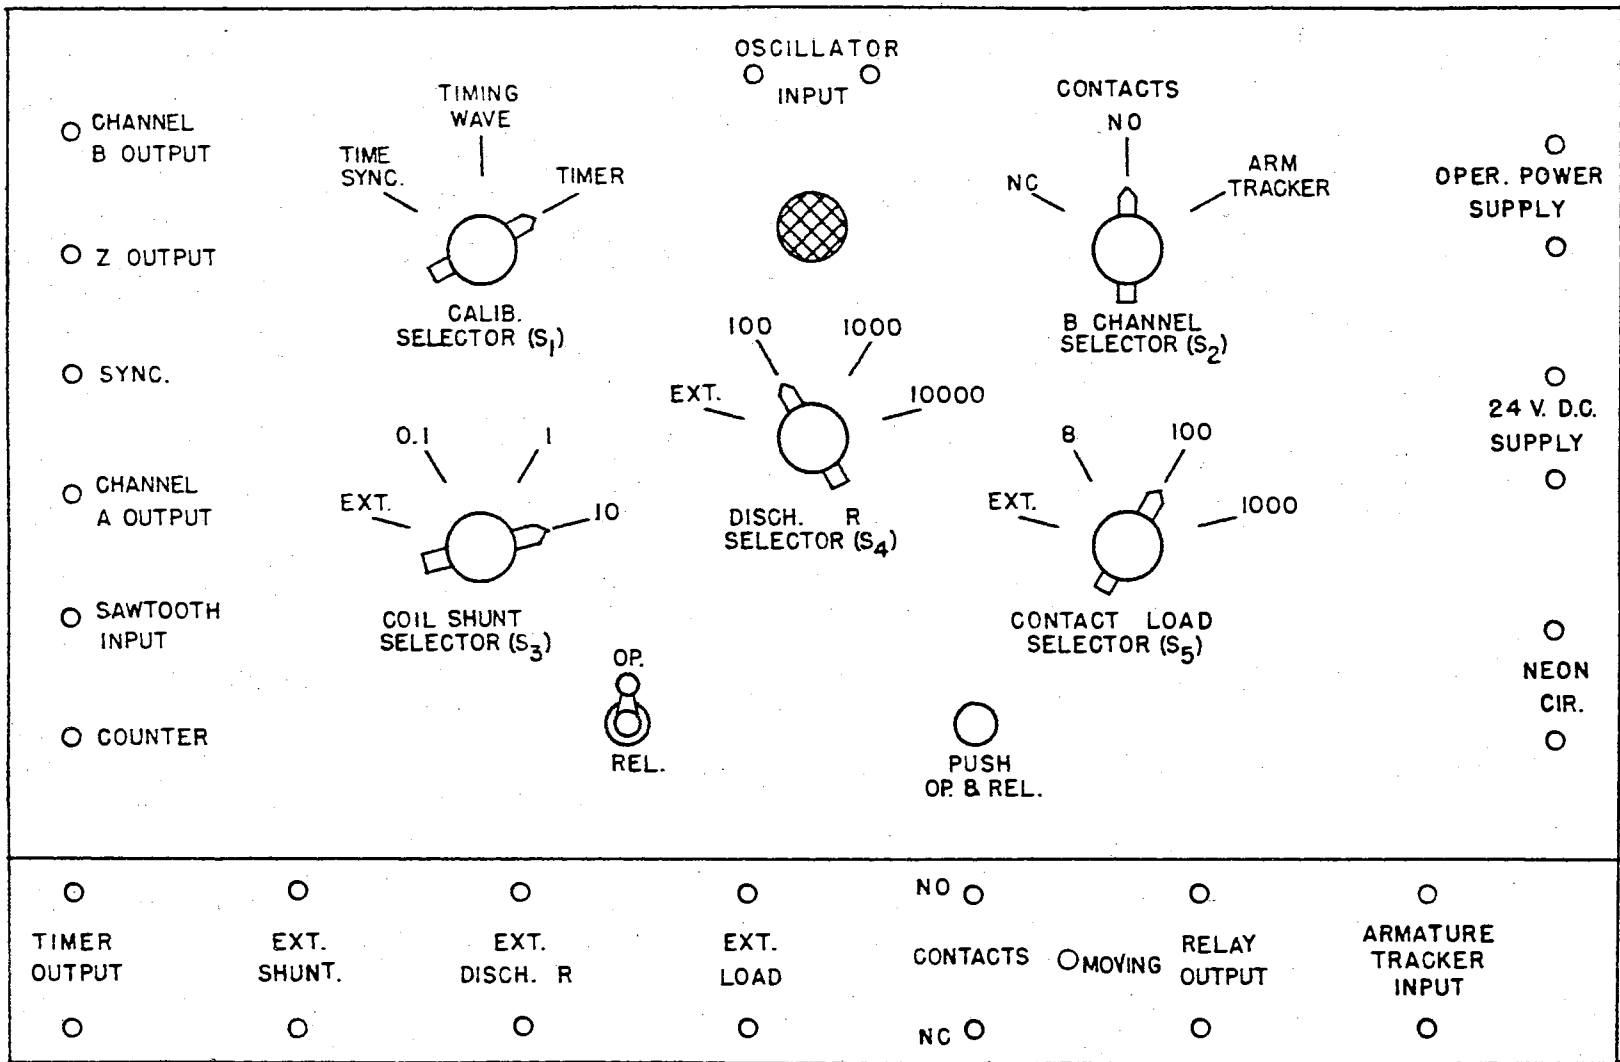 OSCILLATOR
INPUT
CHANNEL
B OUTPUT
Z OUTPUT
SYNC.
CHANNEL
A OUTPUT
SAWTOOTH
INPUT
COUNTER
TIME
SYNC.
TIMING
WAVE
TIMER
CALIB.
SELECTOR (S1)
CONTACTS
NO
NC
ARM
TRACKER
B CHANNEL
SELECTOR (S2)
EXT.
100
1000
10000
DISCH. R
SELECTOR (S4)
EXT.
0.1
1
10
COIL SHUNT
SELECTOR (S3)
EXT.
8
100
1000
CONTACT LOAD
SELECTOR (S5)
OPER. POWER
SUPPLY
24 V. D.C.
SUPPLY
NEON
CIR.
OP.
REL.
PUSH
OP. & REL.
TIMER
OUTPUT
EXT.
SHUNT.
EXT.
DISCH. R
EXT.
LOAD
NO
CONTACTS
NC
MOVING
RELAY
OUTPUT
ARMATURE
TRACKER
INPUT